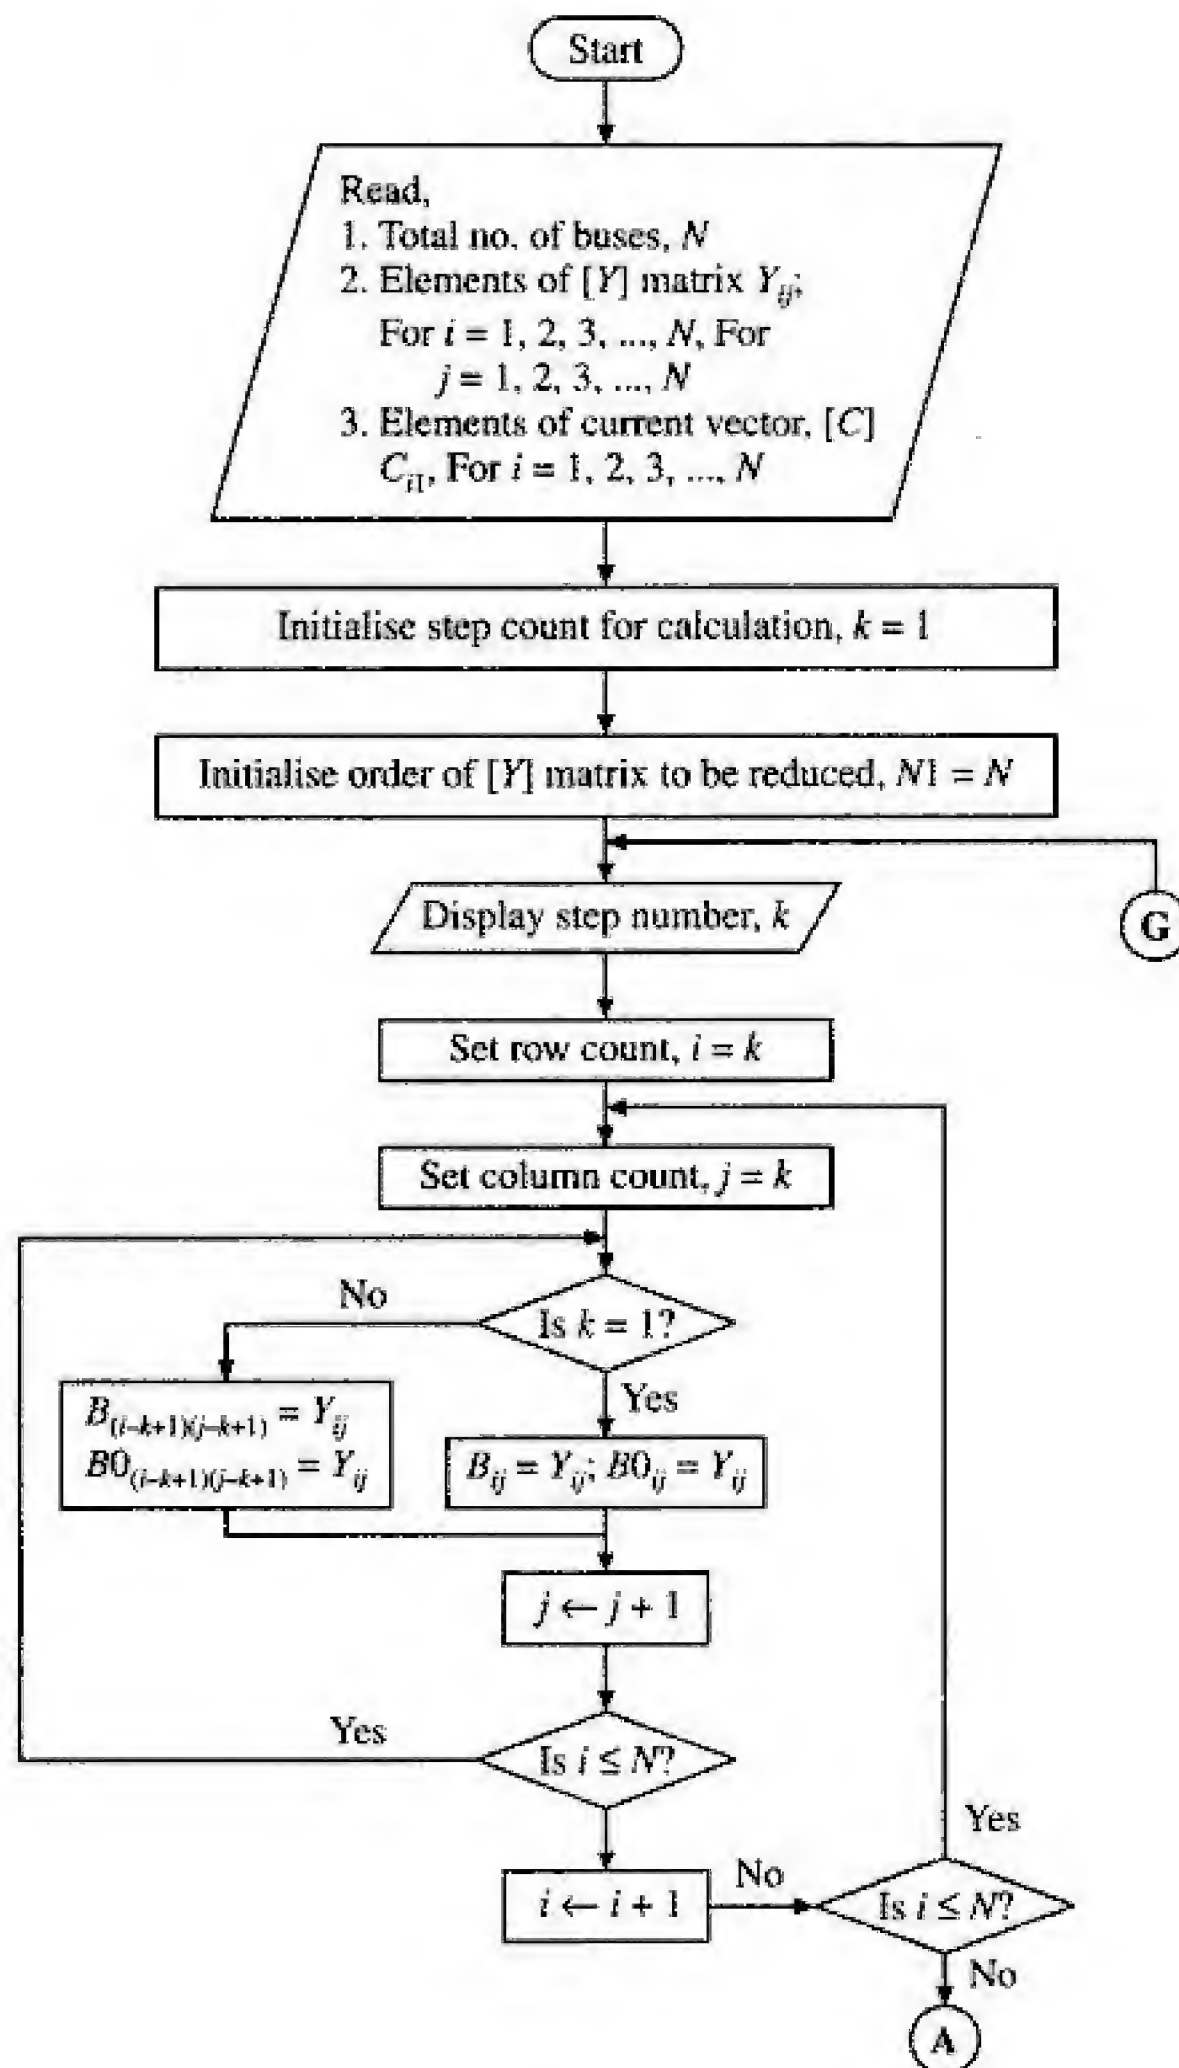 Start
Read,
1. Total no. of buses, N
2. Elements of [Y] matrix Y_ij;
For i = 1, 2, 3, ..., N, For
j = 1, 2, 3, ..., N
3. Elements of current vector, [C]
C_i1, For i = 1, 2, 3, ..., N
Initialise step count for calculation, k = 1
Initialise order of [Y] matrix to be reduced, N1 = N
Display step number, k
G
Set row count, i = k
Set column count, j = k
No
Is k = 1?
Yes
B_(i–k+1)(j–k+1) = Y_ij
B0_(i–k+1)(j–k+1) = Y_ij
B_ij = Y_ij; B0_ij = Y_ij
j ← j + 1
Yes
Is i ≤ N?
Yes
i ← i + 1
No
Is i ≤ N?
No
A